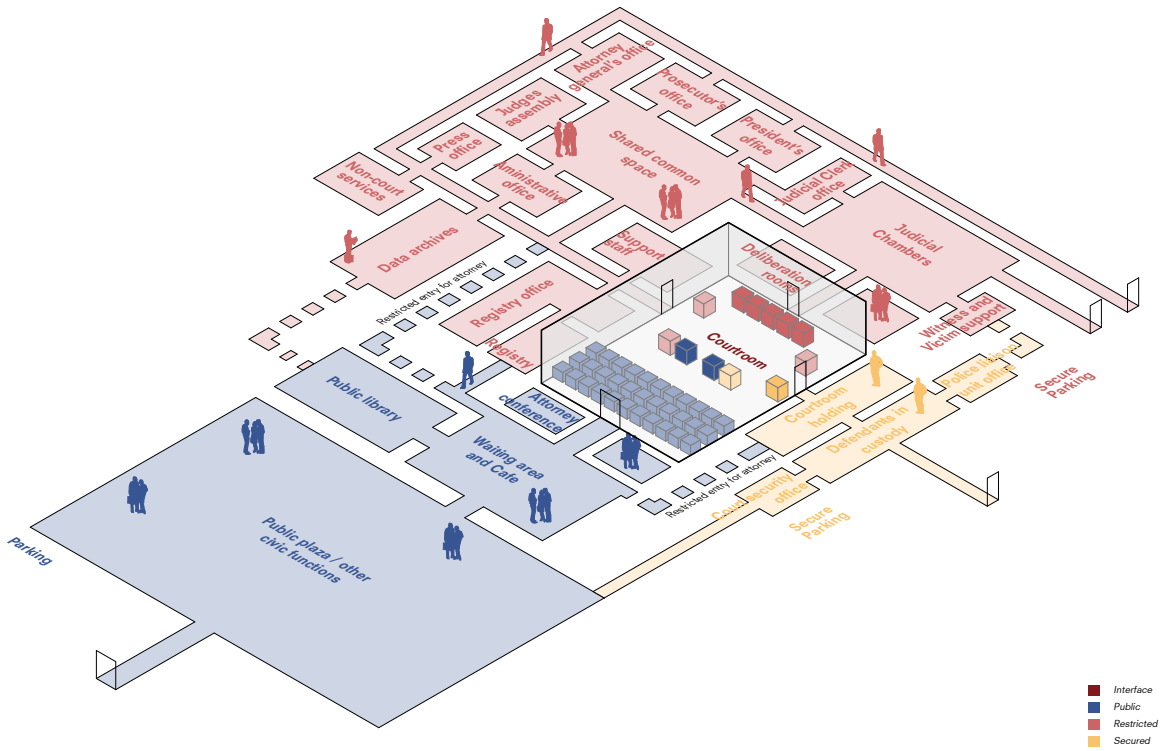 Attorney
general's office
Prosecutor's
office
Judges
assembly
President's
office
Press
office
Shared common
space
Non-court
services
Aministrative
office
Judicial Clerk
office
Judicial
Chambers
Data archives
Support
staff
Deliberation
rooms
Restricted entry for attorney
Registry office
Registry
Witness and
Victim support
Courtroom
Police liaison
unit office
Secure
Parking
Public library
Attorney
conference
Courtroom
holding
Defendants in
custody
Waiting area
and Cafe
Restricted entry for attorney
Court security
office
Secure
Parking
Public plaza / other
civic functions
Parking
Interface
Public
Restricted
Secured